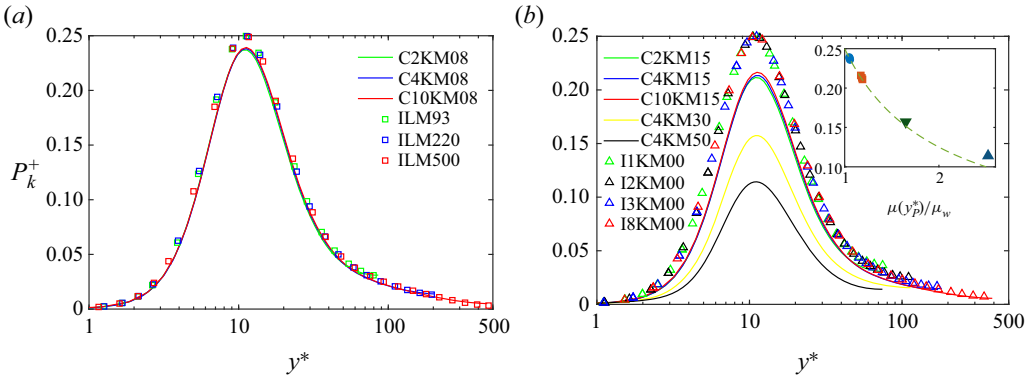 (a)
0.25
0.20
0.15
0.10
0.05
0
P_k^+
C2KM08
C4KM08
C10KM08
ILM93
ILM220
ILM500
1
10
100
500
y*
(b)
0.25
0.20
0.15
0.10
0.05
0
C2KM15
C4KM15
C10KM15
C4KM30
C4KM50
I1KM00
I2KM00
I3KM00
I8KM00
0.25
0.20
0.15
0.10
1
2
μ(y_P^*)/μ_w
1
10
100
500
y*